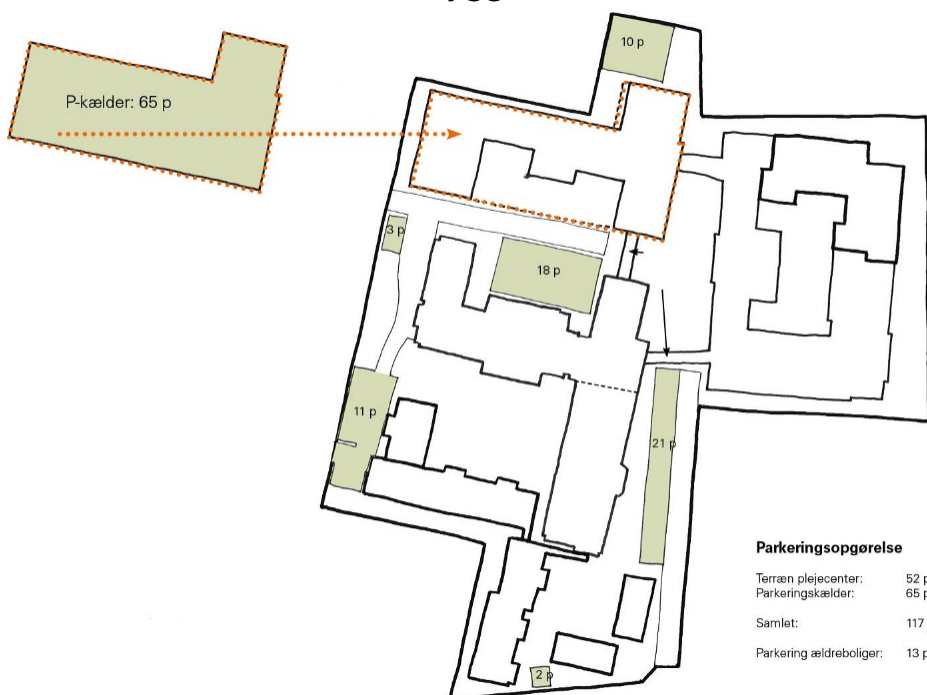 10 p
P-kælder: 65 p
3 p
18 p
11 p
21 p
Parkeringsopgørelse
Terræn plejecenter: 52 p
Parkeringskælder: 65 p
Samlet: 117
Parkering ældreboliger: 13 p
2 p